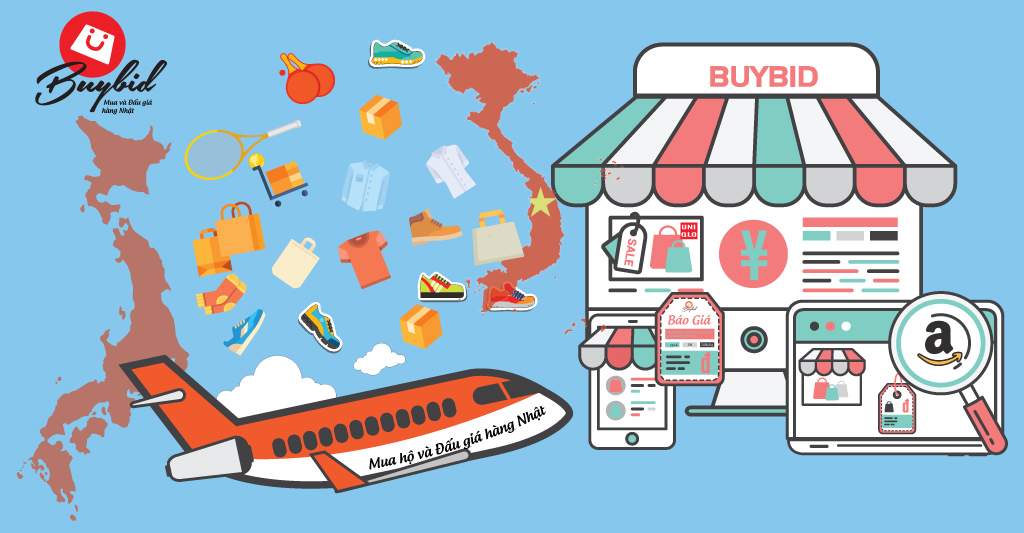 Buybid
Mua và Đấu giá
hàng Nhật
BUYBID
SALE
UNI
QLO
¥
Báo Giá
đ
a
Mua hộ và Đấu giá hàng Nhật